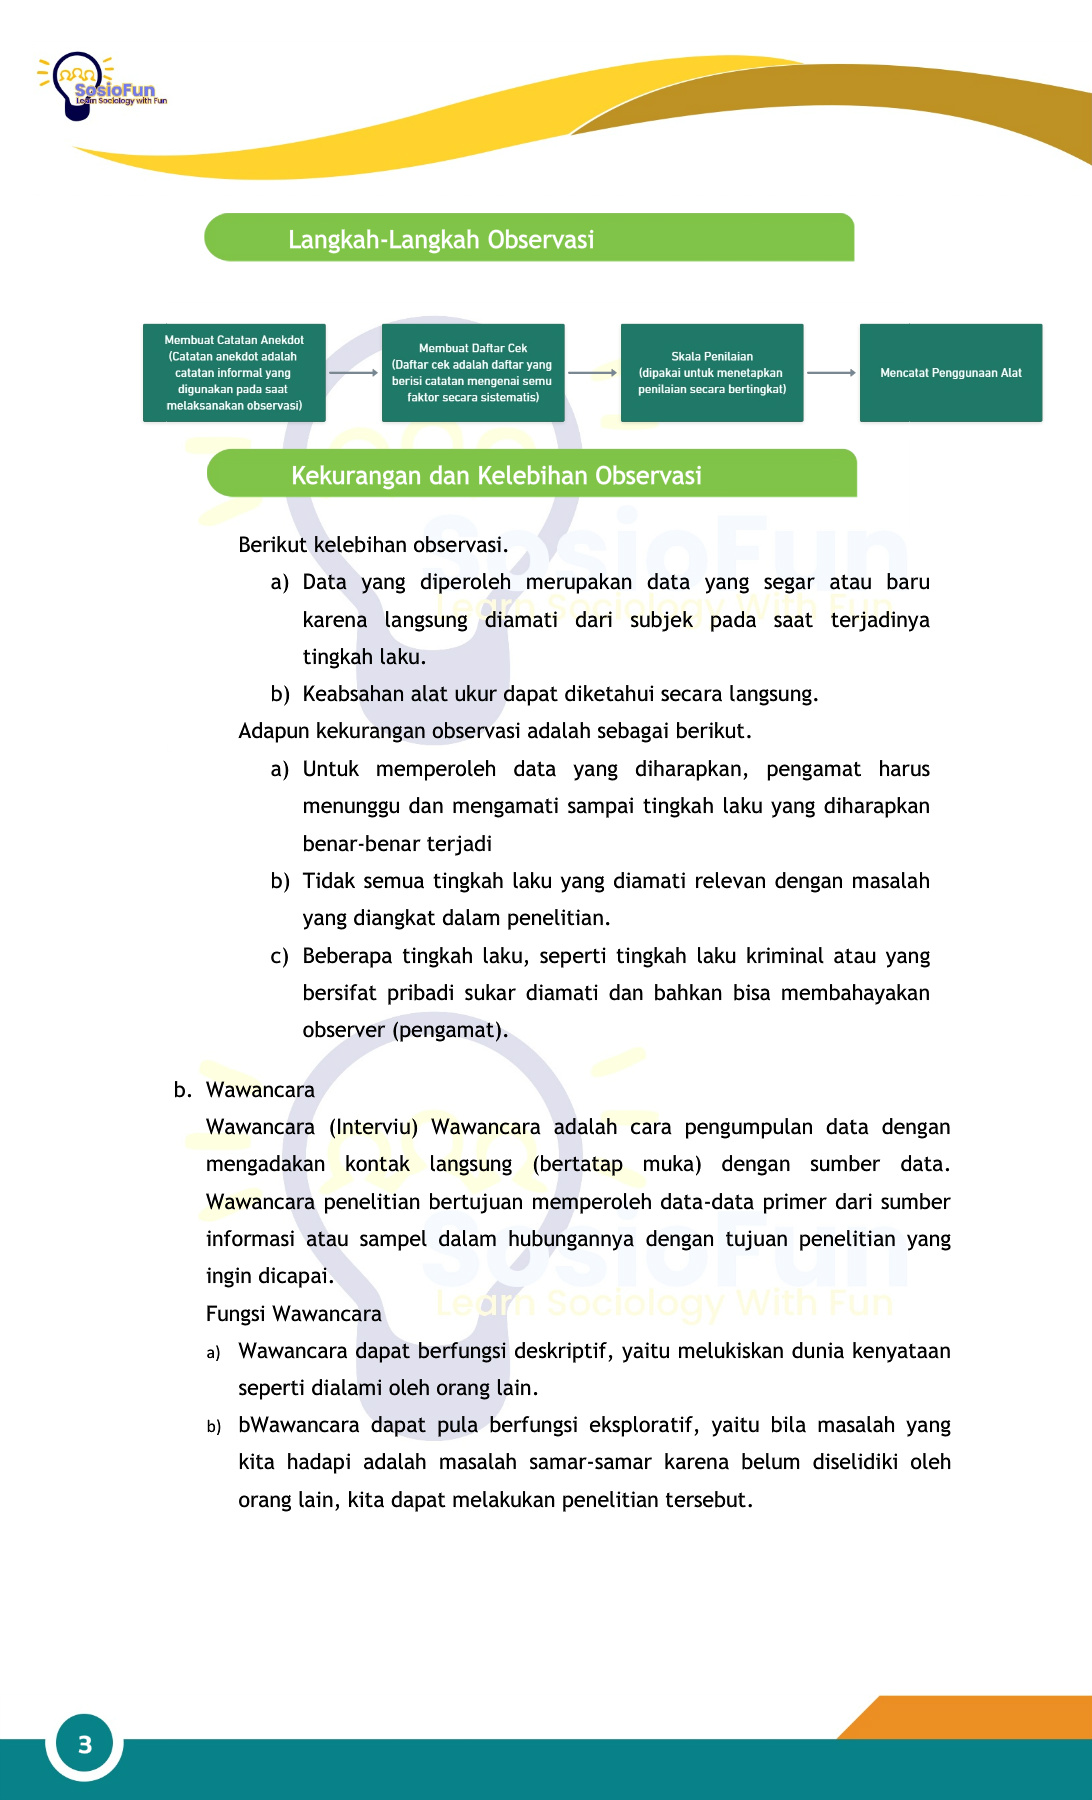 SosioFun
Learn Sociology with Fun
Langkah-Langkah Observasi
Membuat Catatan Anekdot
(Catatan anekdot adalah
catatan informal yang
digunakan pada saat
melaksanakan observasi)
Membuat Daftar Cek
(Daftar cek adalah daftar yang
berisi catatan mengenai semu
faktor secara sistematis)
Skala Penilaian
(dipakai untuk menetapkan
penilaian secara bertingkat)
Mencatat Penggunaan Alat
Kekurangan dan Kelebihan Observasi
SosioFun
Learn Sociology With Fun
Berikut kelebihan observasi.
a) Data yang diperoleh merupakan data yang segar atau baru
karena langsung diamati dari subjek pada saat terjadinya
tingkah laku.
b) Keabsahan alat ukur dapat diketahui secara langsung.
Adapun kekurangan observasi adalah sebagai berikut.
a) Untuk memperoleh data yang diharapkan, pengamat harus
menunggu dan mengamati sampai tingkah laku yang diharapkan
benar-benar terjadi
b) Tidak semua tingkah laku yang diamati relevan dengan masalah
yang diangkat dalam penelitian.
c) Beberapa tingkah laku, seperti tingkah laku kriminal atau yang
bersifat pribadi sukar diamati dan bahkan bisa membahayakan
observer (pengamat).
b. Wawancara
Wawancara (Interviu) Wawancara adalah cara pengumpulan data dengan
mengadakan kontak langsung (bertatap muka) dengan sumber data.
Wawancara penelitian bertujuan memperoleh data-data primer dari sumber
informasi atau sampel dalam hubungannya dengan tujuan penelitian yang
ingin dicapai.
SosioFun
Learn Sociology With Fun
Fungsi Wawancara
a) Wawancara dapat berfungsi deskriptif, yaitu melukiskan dunia kenyataan
seperti dialami oleh orang lain.
b) bWawancara dapat pula berfungsi eksploratif, yaitu bila masalah yang
kita hadapi adalah masalah samar-samar karena belum diselidiki oleh
orang lain, kita dapat melakukan penelitian tersebut.
3